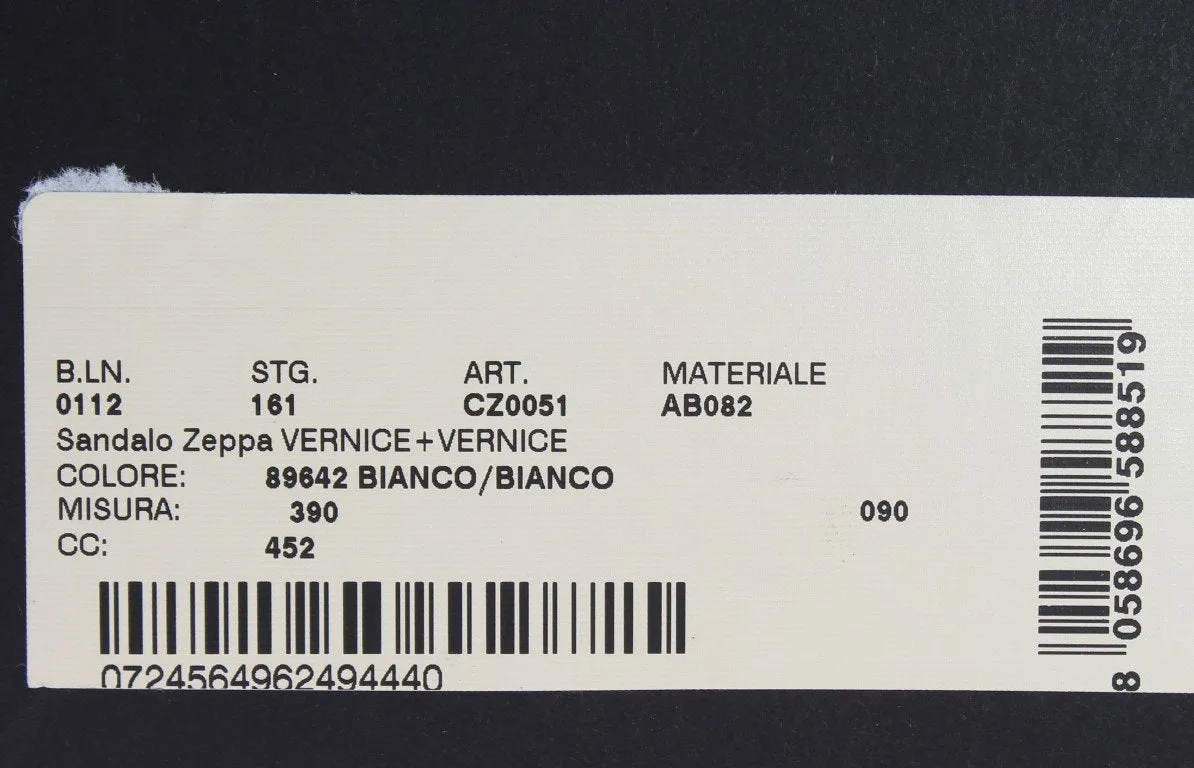 B.LN. STG. ART. MATERIALE
0112 161 CZ0051 AB082
Sandalo Zeppa VERNICE+VERNICE
COLORE: 89642 BIANCO/BIANCO
MISURA: 390 090
CC: 452
0724564962494440
8 058696 588519